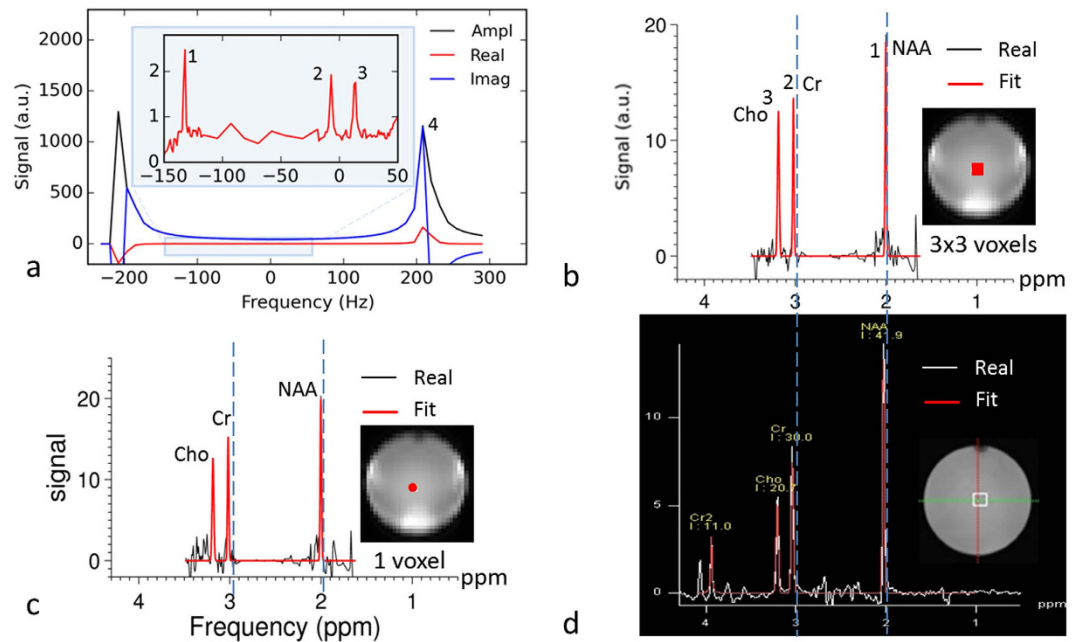 2000
1500
1000
500
0
Signal (a.u.)
−200
−100
0
100
200
300
Frequency (Hz)
Ampl
Real
Imag
2
1
0
−150
−100
−50
0
50
1
2
3
4
a
b
20
10
0
Signal (a.u.)
4
3
2
1
ppm
1
NAA
2
Cr
3
Cho
Real
Fit
3x3 voxels
c
20
10
0
signal
4
3
2
1
ppm
Frequency (ppm)
NAA
Cr
Cho
Real
Fit
1 voxel
d
NAA
Cr
I : 30.0
Cho
Cr2
I : 11.0
10
5
0
4
3
2
1
Real
Fit